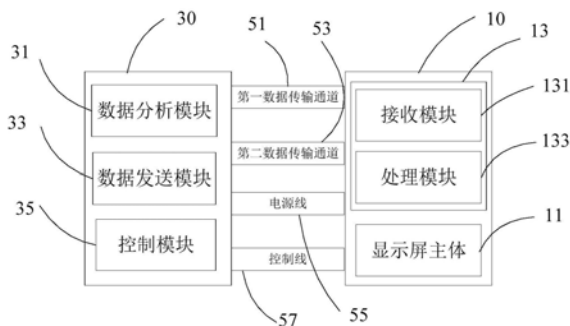 30
51
53
10
13
31
数据分析模块
第一数据传输通道
接收模块
131
33
数据发送模块
第二数据传输通道
处理模块
133
35
控制模块
电源线
显示屏主体
11
控制线
57
55